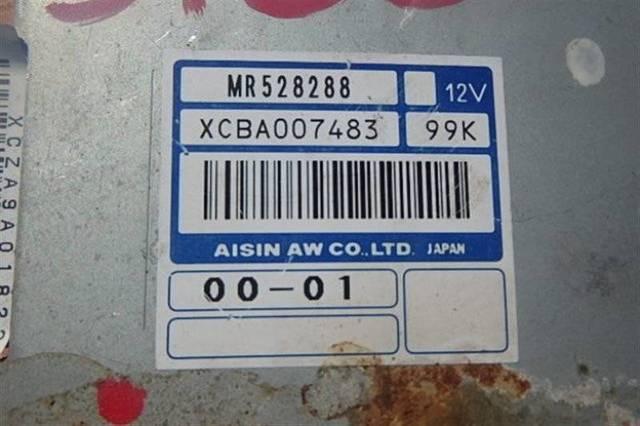 MR528288
12V
XCBA007483
99K
AISIN AW CO.,LTD. JAPAN
00-01